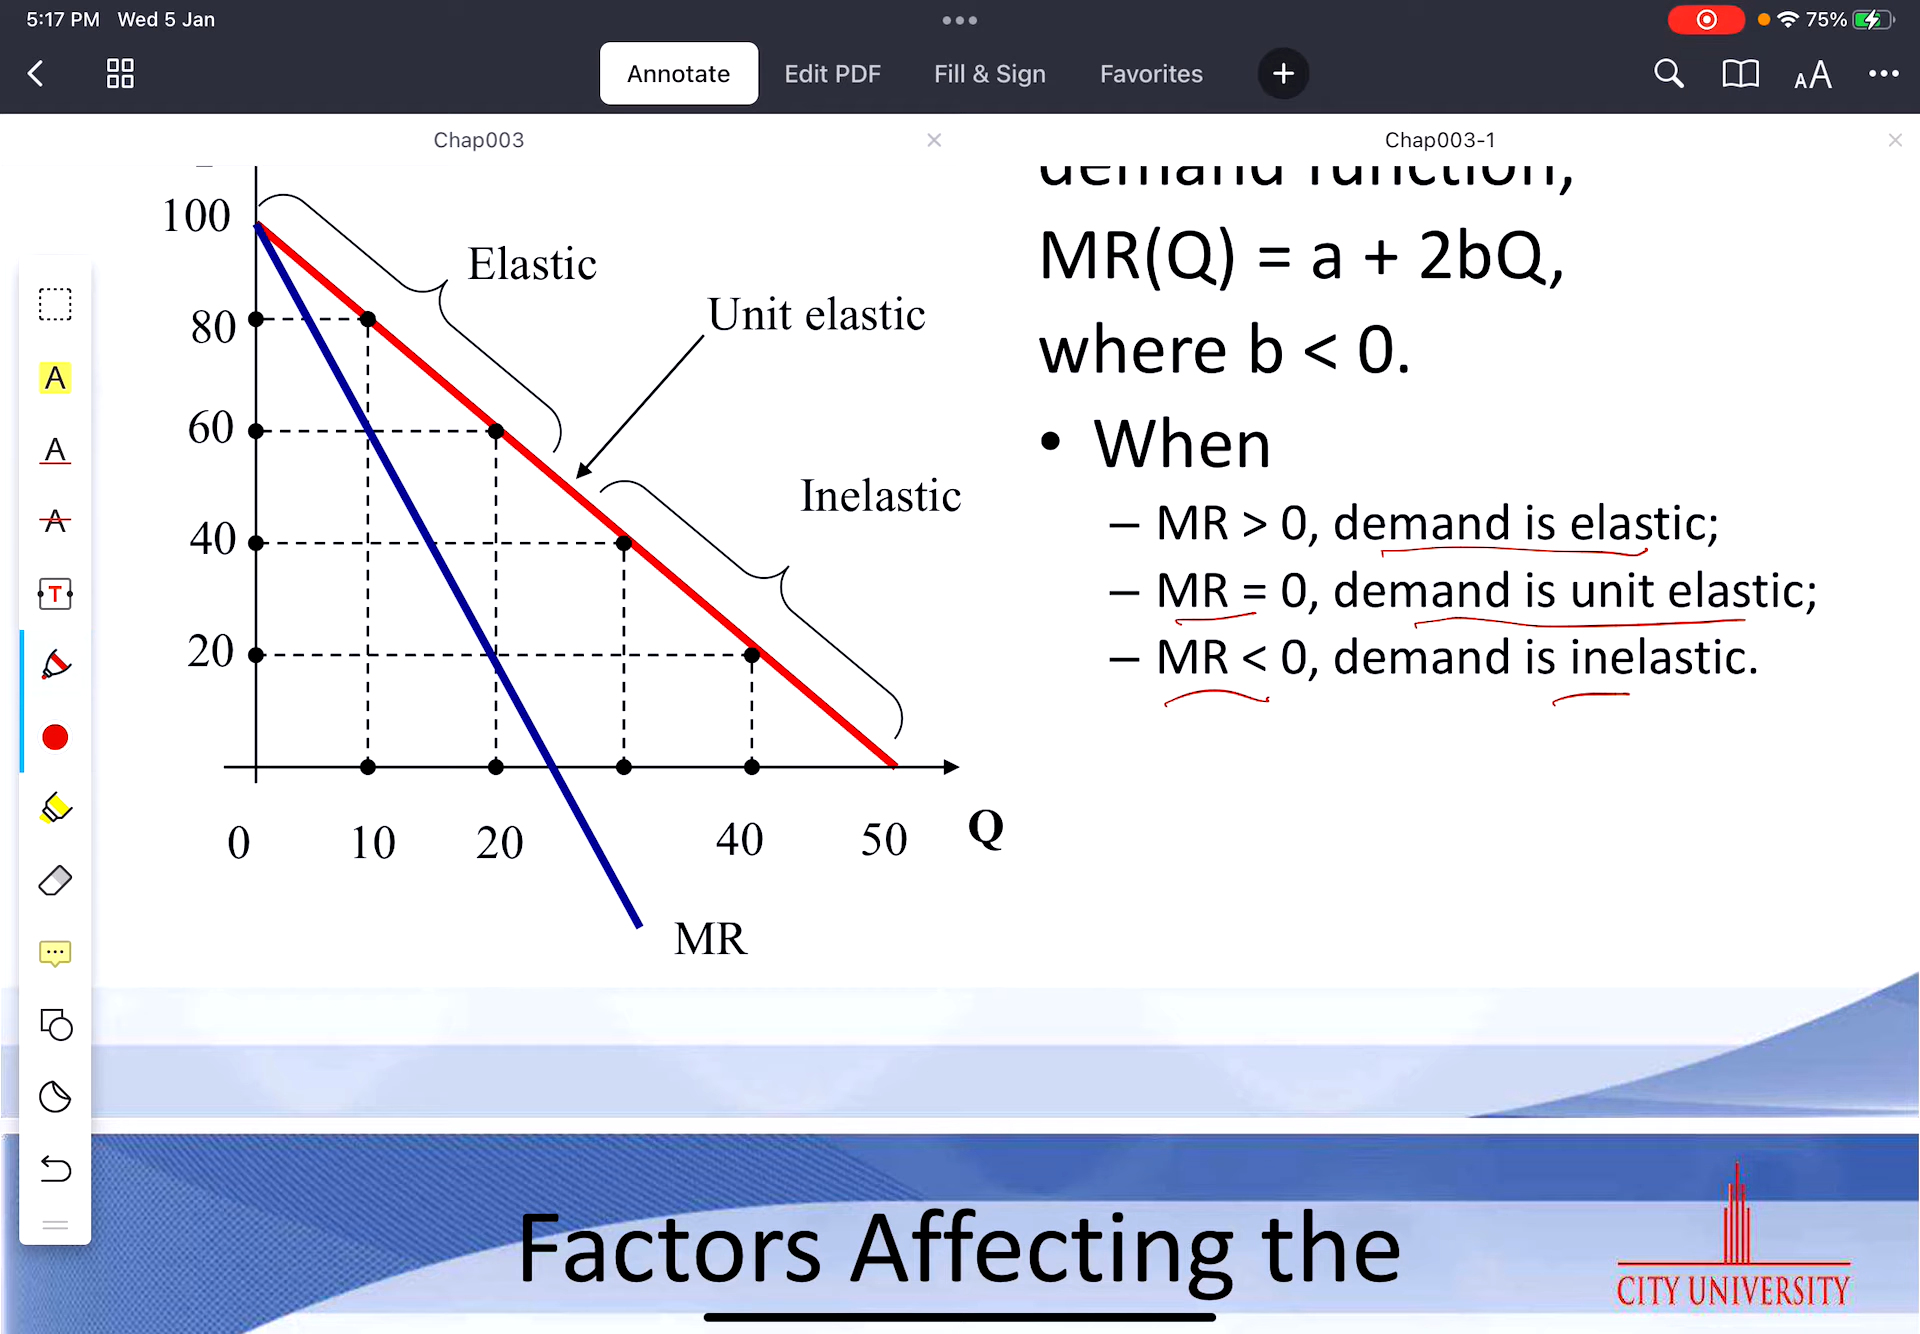 5:17 PM Wed 5 Jan
75%
Annotate Edit PDF Fill & Sign Favorites
AA
Chap003
Chap003-1
demand function,
MR(Q) = a + 2bQ,
where b < 0.
• When
– MR > 0, demand is elastic;
– MR = 0, demand is unit elastic;
– MR < 0, demand is inelastic.
100
80
60
40
20
Elastic
Unit elastic
Inelastic
0 10 20 40 50 Q
MR
A
A
A
T
Factors Affecting the
CITY UNIVERSITY